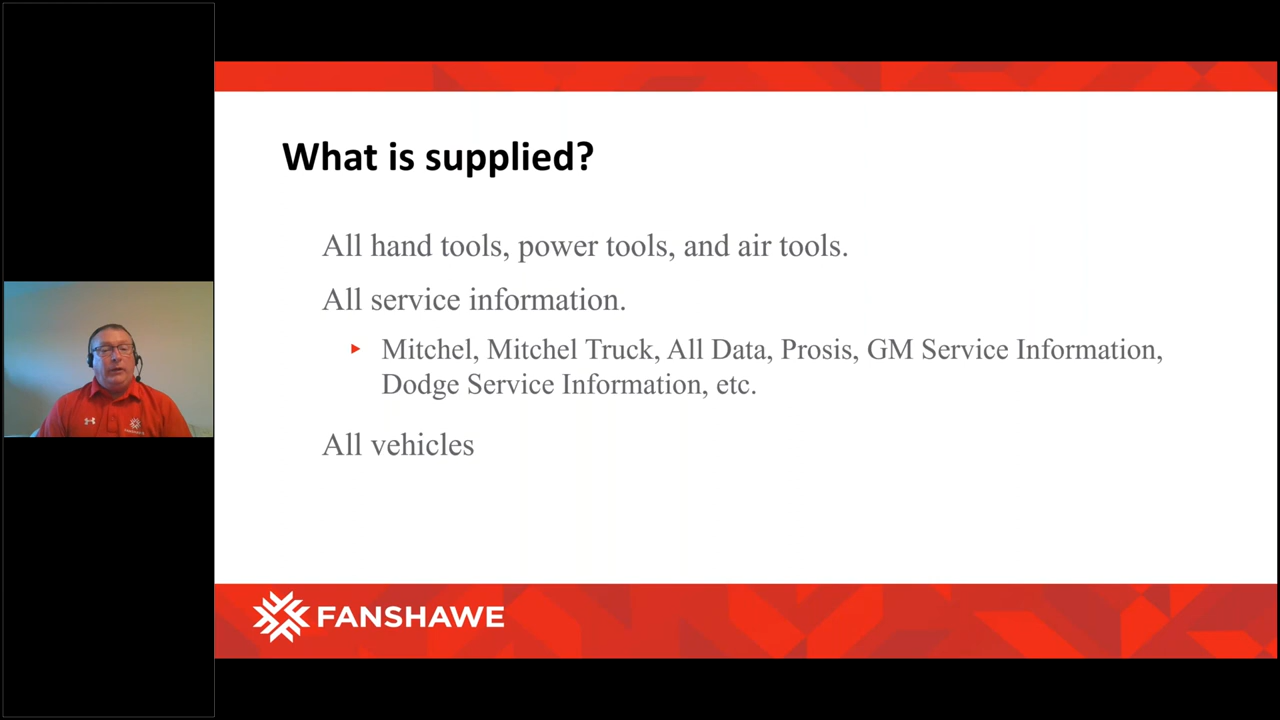 What is supplied?
All hand tools, power tools, and air tools.
All service information.
Mitchel, Mitchel Truck, All Data, Prosis, GM Service Information,
Dodge Service Information, etc.
All vehicles
FANSHAWE
FANSHAWE